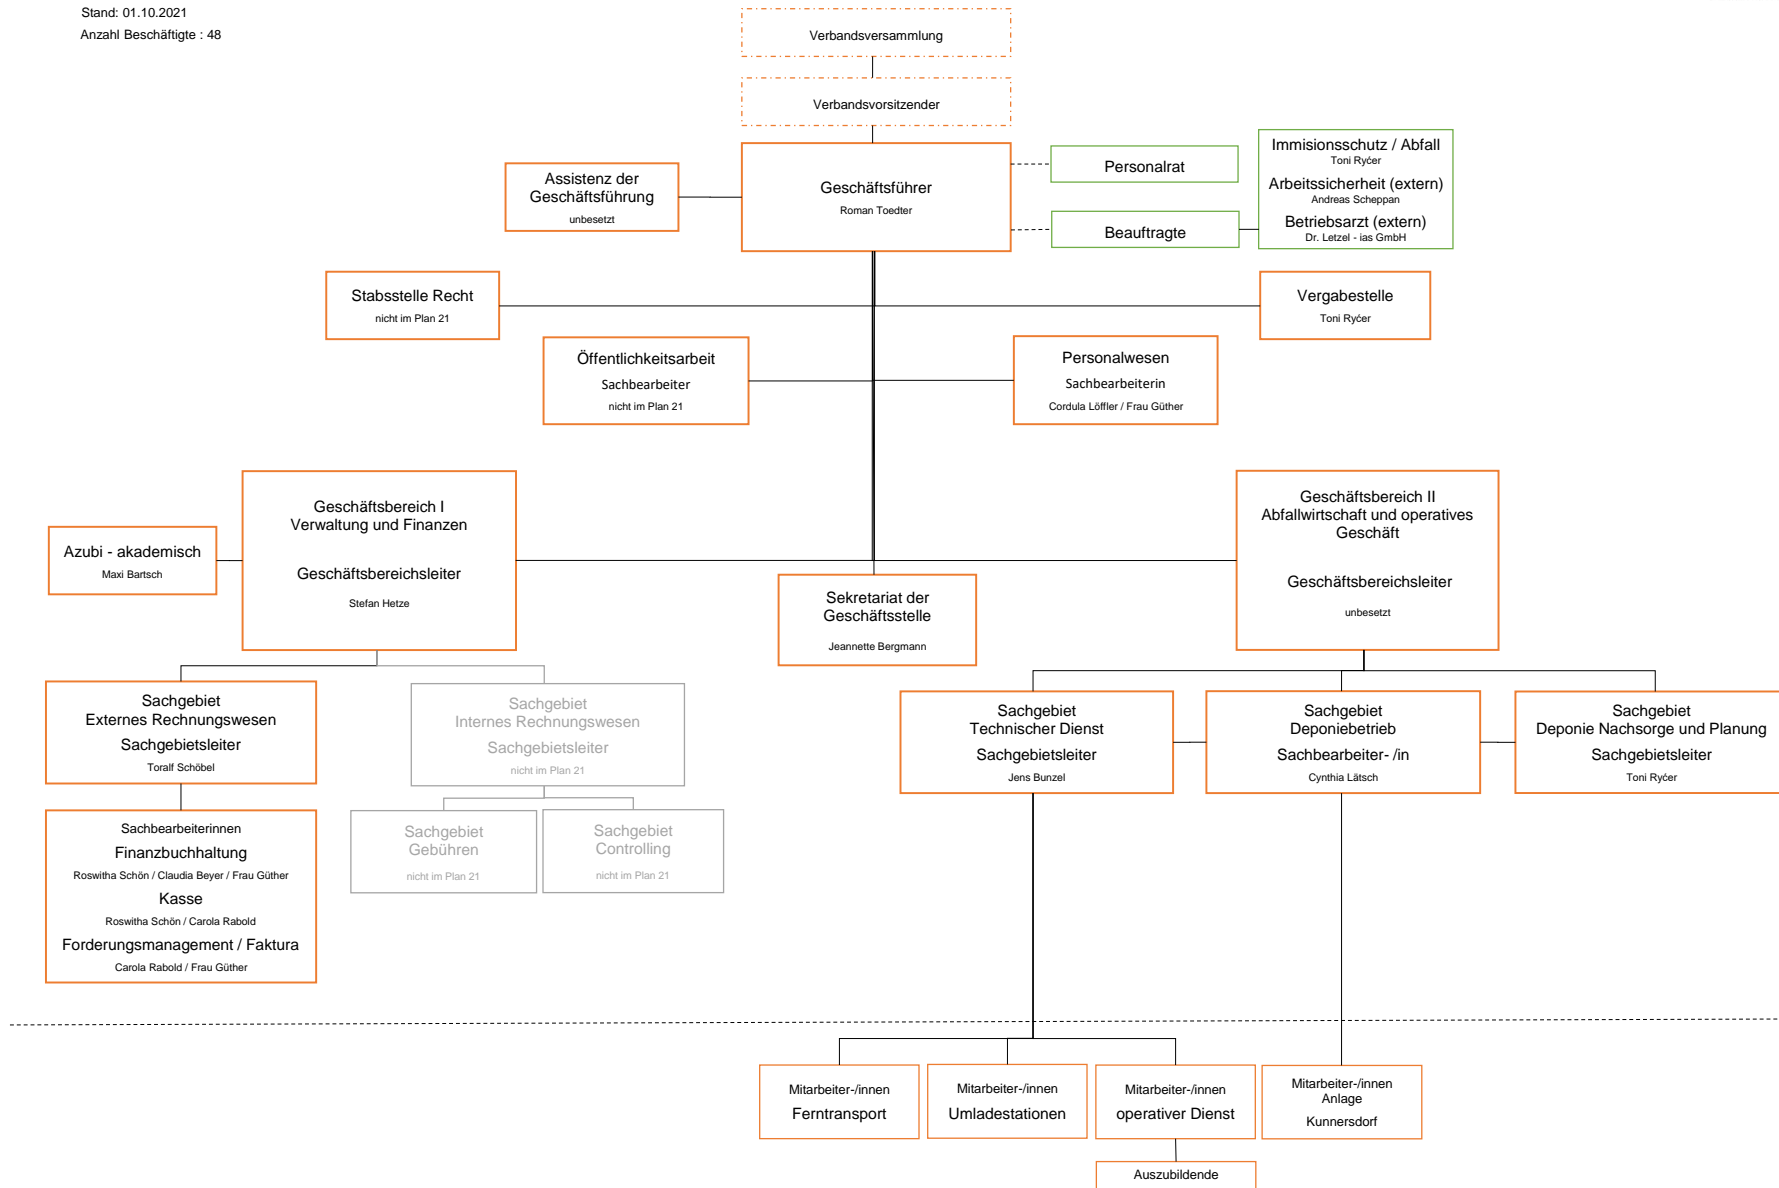 Stand: 01.10.2021
Anzahl Beschäftigte : 48
Verbandsversammlung
Verbandsvorsitzender
Assistenz der
Geschäftsführung
unbesetzt
Geschäftsführer
Roman Toedter
Personalrat
Beauftragte
Immisionsschutz / Abfall
Toni Ryćer
Arbeitssicherheit (extern)
Andreas Scheppan
Betriebsarzt (extern)
Dr. Letzel - ias GmbH
Stabsstelle Recht
nicht im Plan 21
Vergabestelle
Toni Ryćer
Öffentlichkeitsarbeit
Sachbearbeiter
nicht im Plan 21
Personalwesen
Sachbearbeiterin
Cordula Löffler / Frau Güther
Azubi - akademisch
Maxi Bartsch
Geschäftsbereich I
Verwaltung und Finanzen
Geschäftsbereichsleiter
Stefan Hetze
Sekretariat der
Geschäftsstelle
Jeannette Bergmann
Geschäftsbereich II
Abfallwirtschaft und operatives
Geschäft
Geschäftsbereichsleiter
unbesetzt
Sachgebiet
Externes Rechnungswesen
Sachgebietsleiter
Toralf Schöbel
Sachgebiet
Internes Rechnungswesen
Sachgebietsleiter
nicht im Plan 21
Sachgebiet
Technischer Dienst
Sachgebietsleiter
Jens Bunzel
Sachgebiet
Deponiebetrieb
Sachbearbeiter- /in
Cynthia Lätsch
Sachgebiet
Deponie Nachsorge und Planung
Sachgebietsleiter
Toni Ryćer
Sachbearbeiterinnen
Finanzbuchhaltung
Roswitha Schön / Claudia Beyer / Frau Güther
Kasse
Roswitha Schön / Carola Rabold
Forderungsmanagement / Faktura
Carola Rabold / Frau Güther
Sachgebiet
Gebühren
nicht im Plan 21
Sachgebiet
Controlling
nicht im Plan 21
Mitarbeiter-/innen
Ferntransport
Mitarbeiter-/innen
Umladestationen
Mitarbeiter-/innen
operativer Dienst
Mitarbeiter-/innen
Anlage
Kunnersdorf
Auszubildende